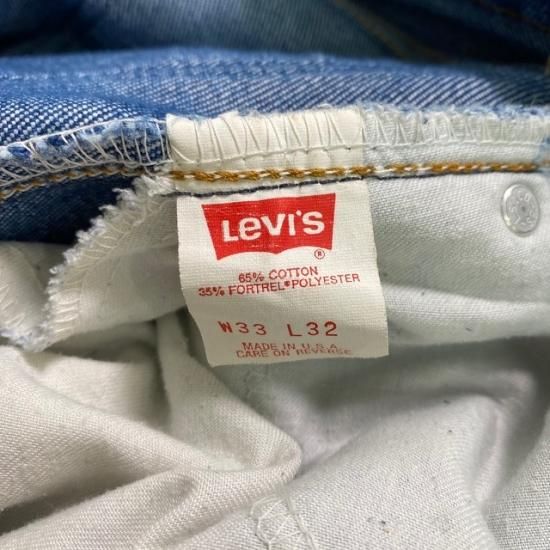 LEVI'S
®
65% COTTON
35% FORTREL® POLYESTER
W33 L32
MADE IN U.S.A
CARE ON REVERSE